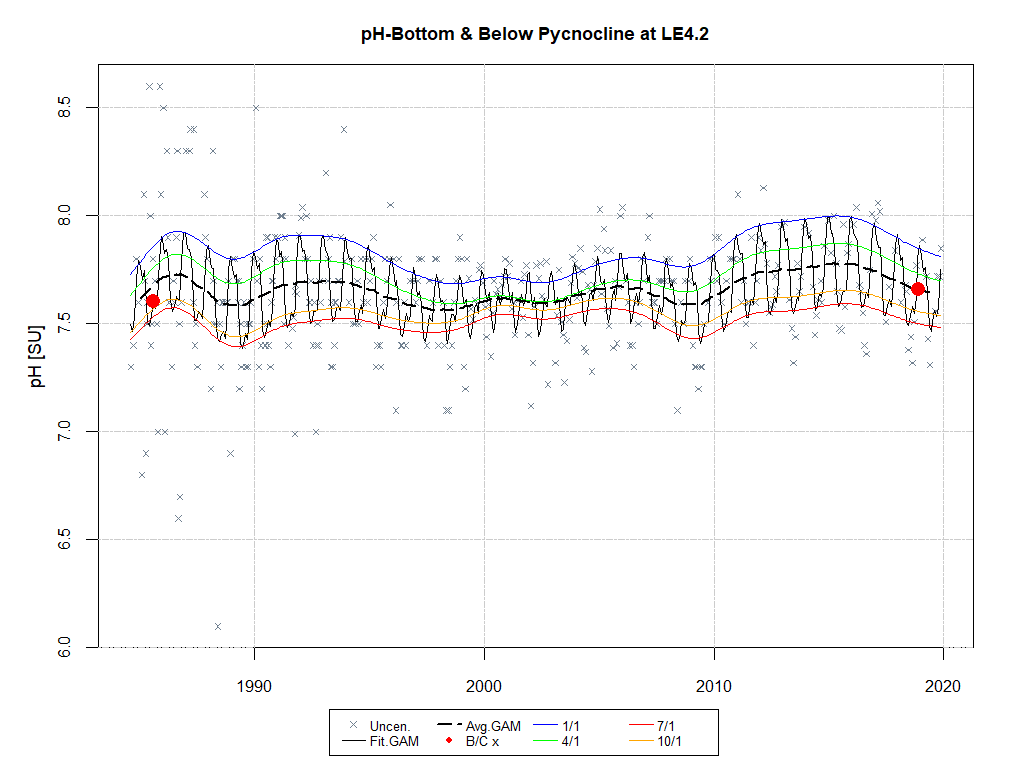 pH-Bottom & Below Pycnocline at LE4.2
pH [SU]
8.5
8.0
7.5
7.0
6.5
6.0
1990 2000 2010 2020
Uncen. Avg.GAM 1/1 7/1
Fit.GAM B/C x 4/1 10/1